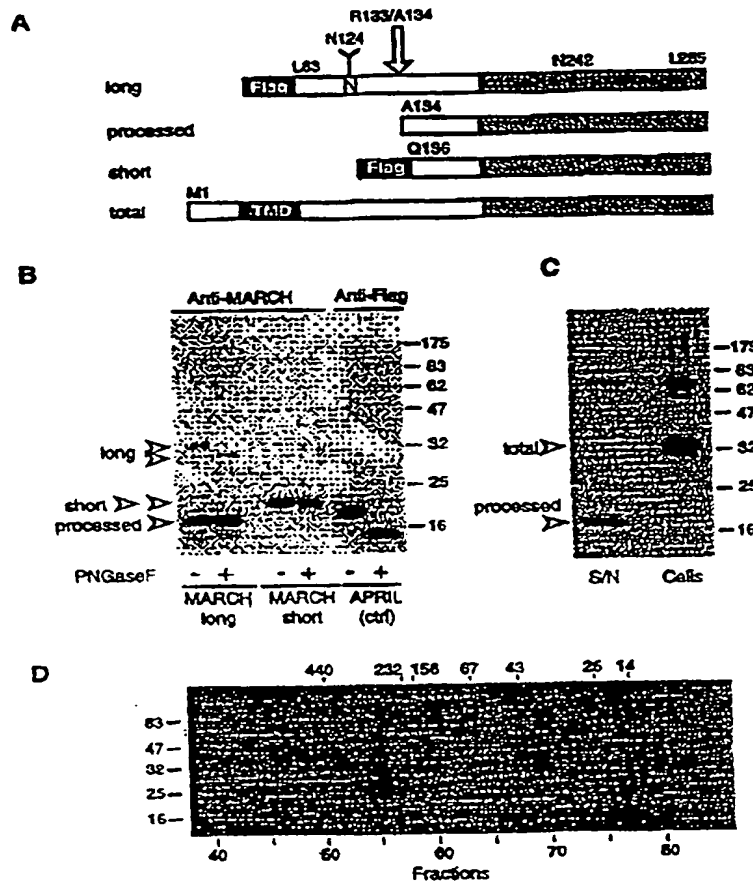 A
R133/A134
N124
L83
N242
L285
long
Flag
A134
processed
Q136
short
Flag
M1
total
TMD
B
C
Anti-MARCH
Anti-Flag
175
83
62
47
32
25
16
long
short
processed
175
83
62
47
32
25
16
total
processed
PNGaseF
- + - + - +
S/N Cells
MARCH MARCH APRIL
long short (ctrl)
D
440 232 158 67 43 25 14
83
47
32
25
16
40 50 60 70 80
Fractions